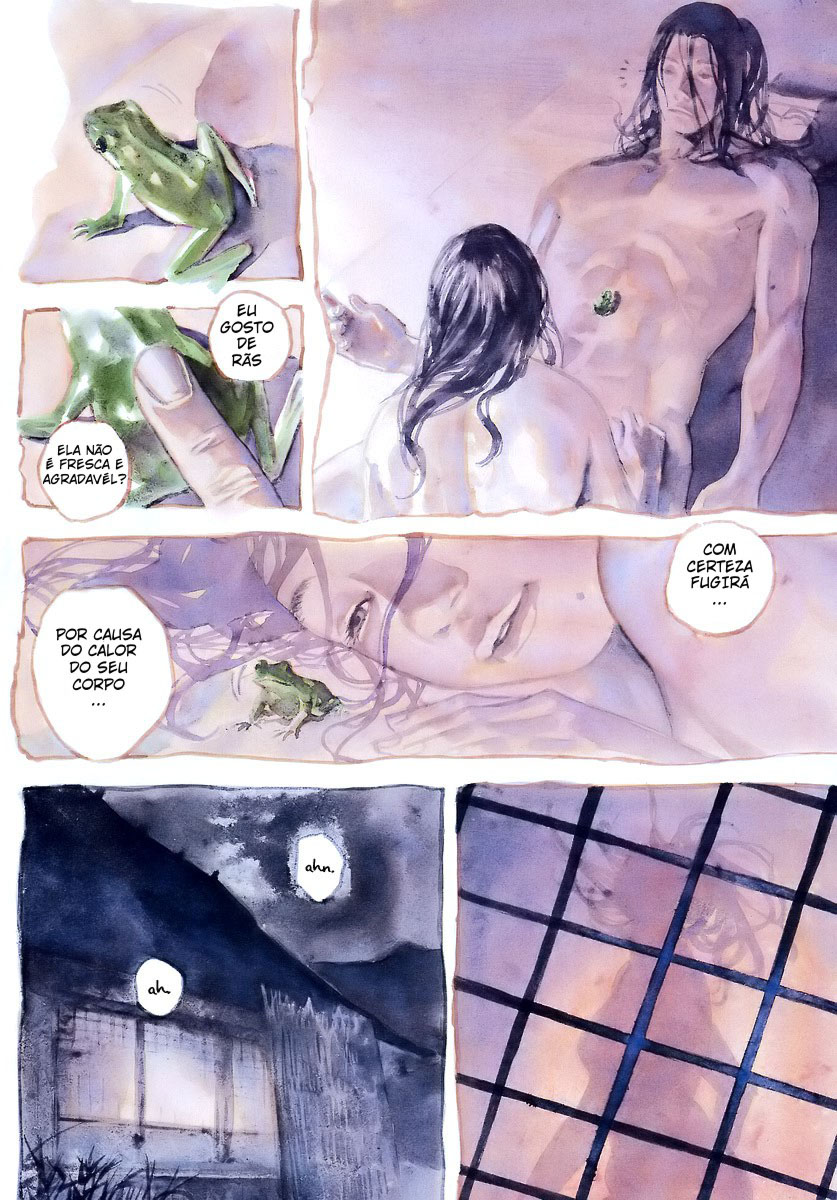 EU
GOSTO
DE
RÃS
ELA NÃO
É FRESCA E
AGRADAVÉL?
COM
CERTEZA
FUGIRÁ
...
POR CAUSA
DO CALOR
DO SEU
CORPO
...
ahn.
ah.